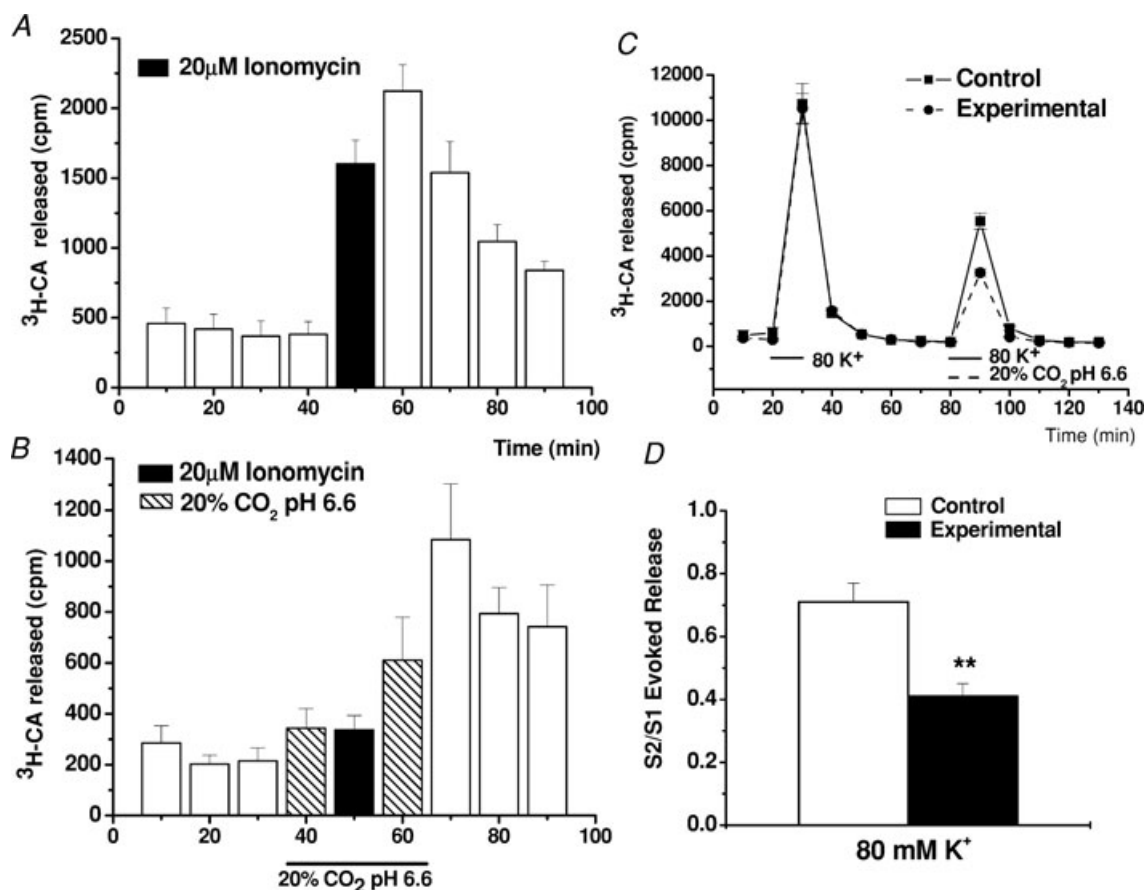 A
2500
2000
1500
1000
500
0
³H-CA released (cpm)
20µM Ionomycin
0 20 40 60 80 100
Time (min)
B
1400
1200
1000
800
600
400
200
0
³H-CA released (cpm)
20µM Ionomycin
20% CO₂ pH 6.6
0 20 40 60 80 100
20% CO₂ pH 6.6
C
12000
10000
8000
6000
4000
2000
0
³H-CA released (cpm)
Control
Experimental
80 K⁺
80 K⁺
20% CO₂ pH 6.6
0 20 40 60 80 100 120 140
Time (min)
D
1.0
0.8
0.6
0.4
0.2
0.0
S2/S1 Evoked Release
Control
Experimental
**
80 mM K⁺